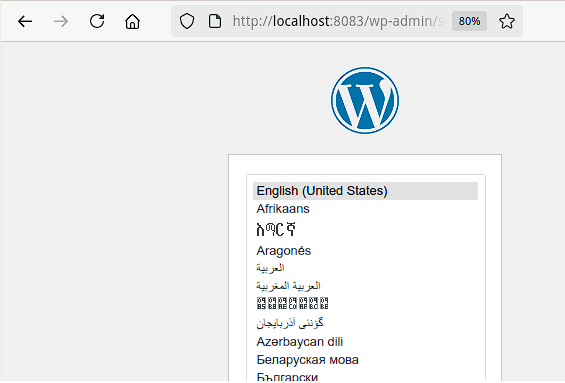 http://localhost:8083/wp-admin/s
80%
English (United States)
Afrikaans
አማርኛ
Aragonés
العربية
العربية المغربية
گؤنئی آذربایجان
Azərbaycan dili
Беларуская мова
Български